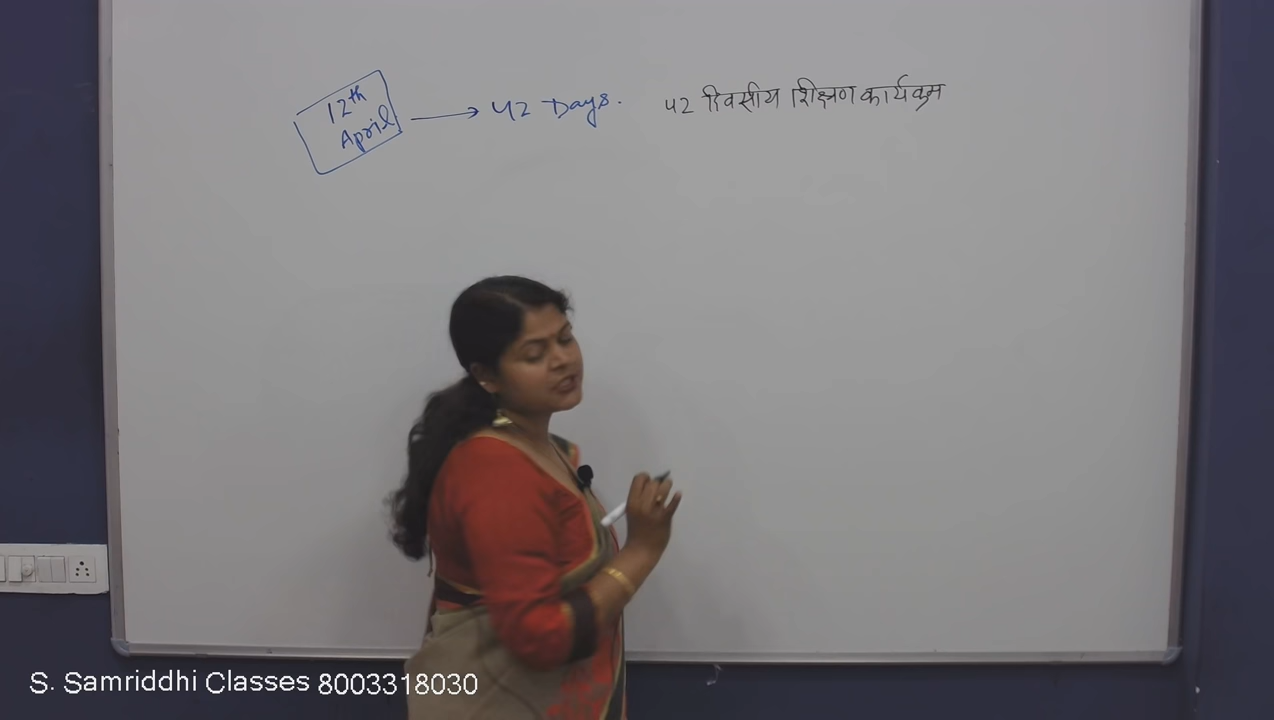 12th
April → 42 Days. 42 दिवसीय शिक्षण कार्यक्रम
S. Samriddhi Classes 8003318030